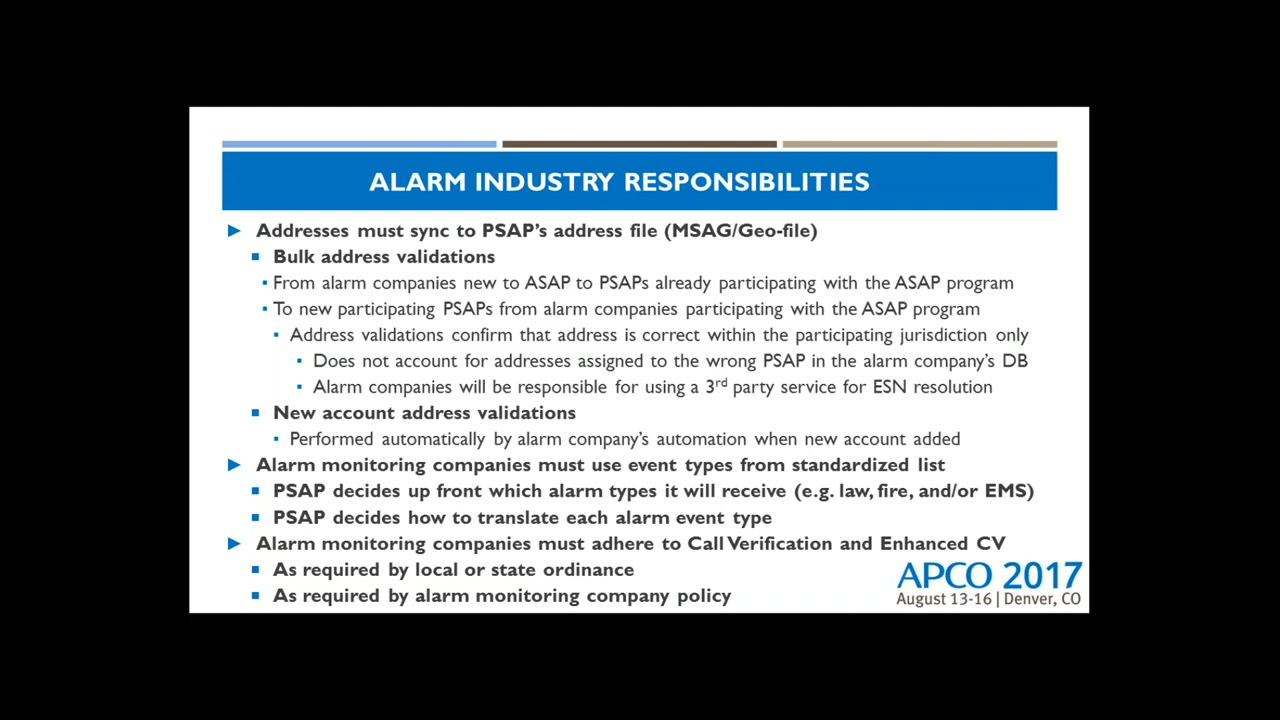 ALARM INDUSTRY RESPONSIBILITIES
Addresses must sync to PSAP's address file (MSAG/Geo-file)
Bulk address validations
From alarm companies new to ASAP to PSAPs already participating with the ASAP program
To new participating PSAPs from alarm companies participating with the ASAP program
Address validations confirm that address is correct within the participating jurisdiction only
Does not account for addresses assigned to the wrong PSAP in the alarm company's DB
Alarm companies will be responsible for using a 3rd party service for ESN resolution
New account address validations
Performed automatically by alarm company's automation when new account added
Alarm monitoring companies must use event types from standardized list
PSAP decides up front which alarm types it will receive (e.g. law, fire, and/or EMS)
PSAP decides how to translate each alarm event type
Alarm monitoring companies must adhere to Call Verification and Enhanced CV
As required by local or state ordinance
As required by alarm monitoring company policy
APCO 2017
August 13-16 | Denver, CO